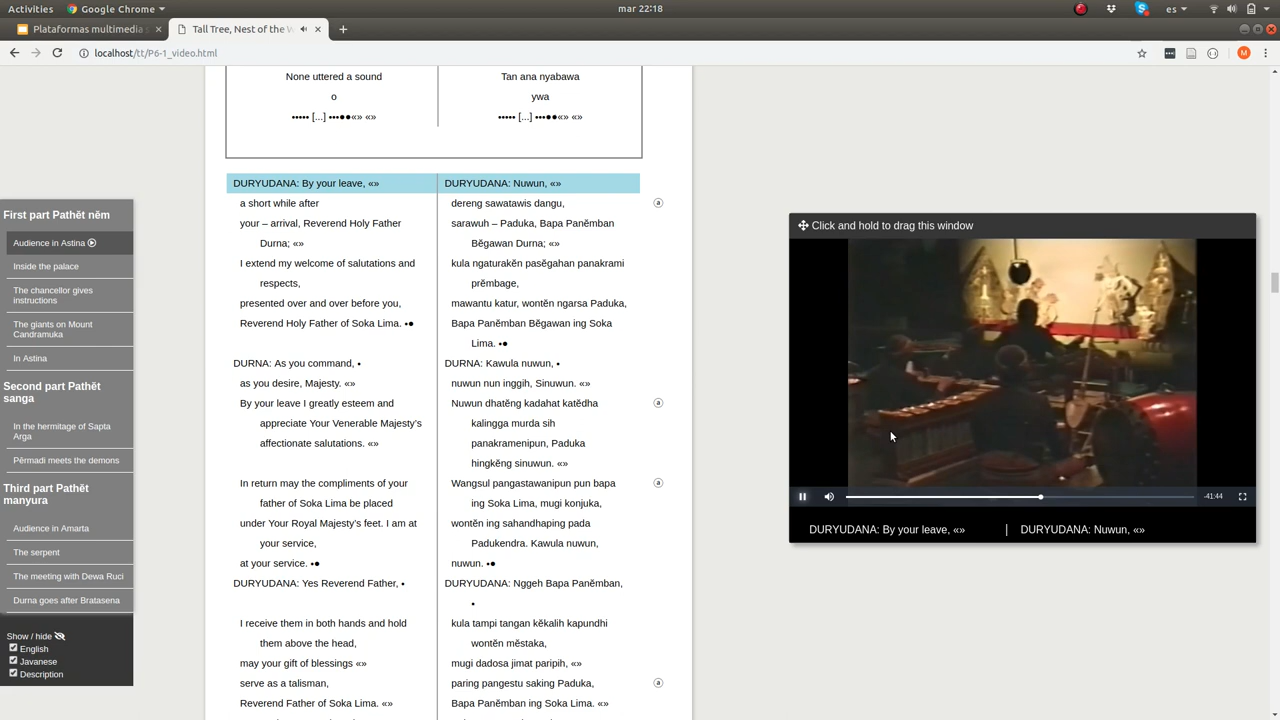 Activities
Google Chrome
mar 22:18
es
Plataformas multimedia
Tall Tree, Nest of the
localhost/tt/P6-1_video.html
M
None uttered a sound
o
••••• [...] •••●●«» «»
Tan ana nyabawa
ywa
••••• [...] •••●●«» «»
DURYUDANA: By your leave, «»
a short while after
your – arrival, Reverend Holy Father
Durna; «»
I extend my welcome of salutations and
respects,
presented over and over before you,
Reverend Holy Father of Soka Lima. •●
DURNA: As you command, •
as you desire, Majesty. «»
By your leave I greatly esteem and
appreciate Your Venerable Majesty’s
affectionate salutations. «»
In return may the compliments of your
father of Soka Lima be placed
under Your Royal Majesty’s feet. I am at
your service,
at your service. •●
DURYUDANA: Yes Reverend Father, •
I receive them in both hands and hold
them above the head,
may your gift of blessings «»
serve as a talisman,
Reverend Father of Soka Lima. «»
DURYUDANA: Nuwun, «»
dereng sawatawis dangu,
sarawuh – Paduka, Bapa Panĕmban
Bĕgawan Durna; «»
kula ngaturakĕn pasĕgahan panakrami
prĕmbage,
mawantu katur, wontĕn ngarsa Paduka,
Bapa Panĕmban Bĕgawan ing Soka
Lima. •●
DURNA: Kawula nuwun, •
nuwun nun inggih, Sinuwun. «»
Nuwun dhatĕng kadahat katĕdha
kalingga murda sih
panakramenipun, Paduka
hingkĕng sinuwun. «»
Wangsul pangastawanipun pun bapa
ing Soka Lima, mugi konjuka,
wontĕn ing sahandhaping pada
Padukendra. Kawula nuwun,
nuwun. •●
DURYUDANA: Nggeh Bapa Panĕmban,
•
kula tampi tangan kĕkalih kapundhi
wontĕn mĕstaka,
mugi dadosa jimat paripih, «»
paring pangestu saking Paduka,
Bapa Panĕmban ing Soka Lima. «»
a
a
a
a
First part Pathĕt nĕm
Audience in Astina
Inside the palace
The chancellor gives
instructions
The giants on Mount
Candramuka
In Astina
Second part Pathĕt
sanga
In the hermitage of Sapta
Arga
Pĕrmadi meets the demons
Third part Pathĕt
manyura
Audience in Amarta
The serpent
The meeting with Dewa Ruci
Durna goes after Bratasena
Show / hide
English
Javanese
Description
Click and hold to drag this window
-41:44
DURYUDANA: By your leave, «» | DURYUDANA: Nuwun, «»